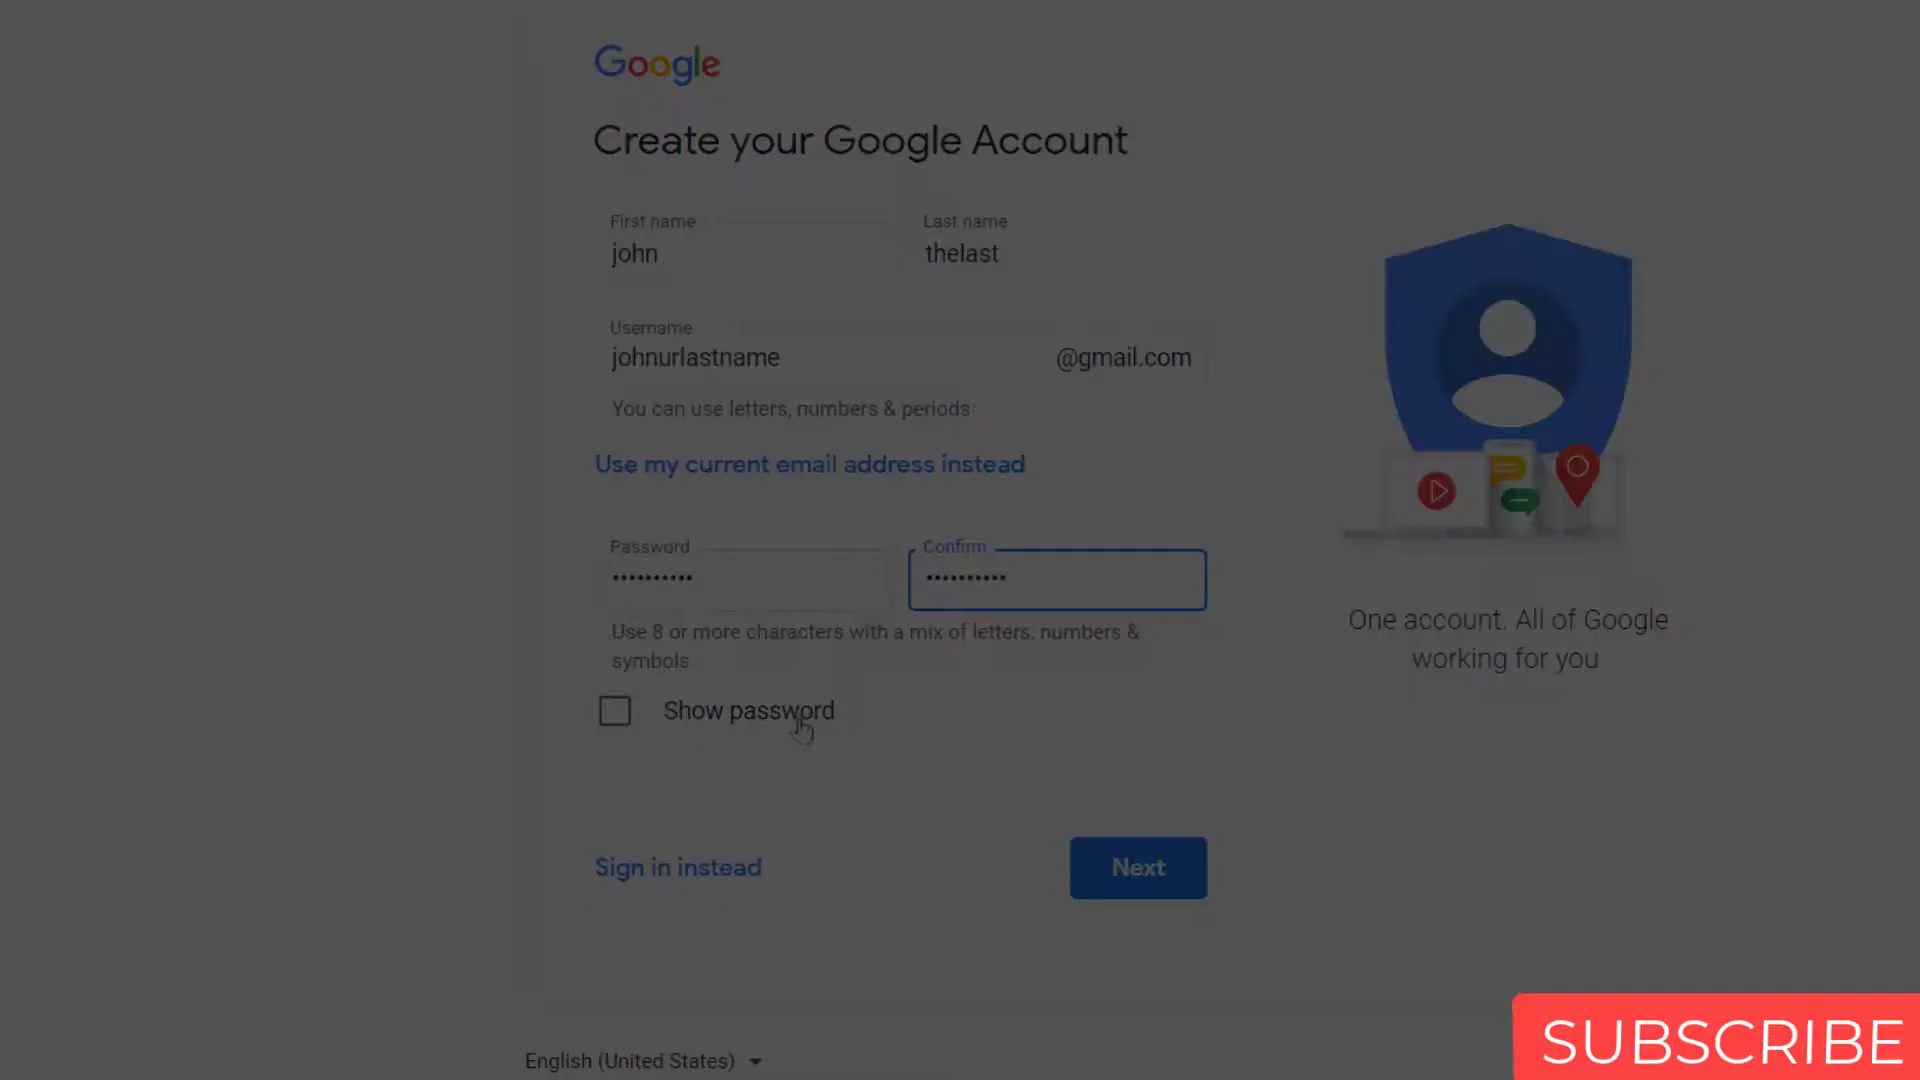 Google
Create your Google Account
First name
Last name
john
thelast
Username
johnurlastname
@gmail.com
You can use letters, numbers & periods
Use my current email address instead
Password
Confirm
••••••••••
••••••••••
Use 8 or more characters with a mix of letters, numbers &
symbols
Show password
One account. All of Google
working for you
Sign in instead
Next
English (United States)
SUBSCRIBE